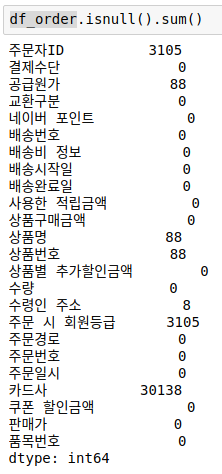 df_order.isnull().sum()
주문자ID 3105
결제수단 0
공급원가 88
교환구분 0
네이버 포인트 0
배송번호 0
배송비 정보 0
배송시작일 0
배송완료일 0
사용한 적립금액 0
상품구매금액 0
상품명 88
상품번호 88
상품별 추가할인금액 0
수량 0
수령인 주소 8
주문 시 회원등급 3105
주문경로 0
주문번호 0
주문일시 0
카드사 30138
쿠폰 할인금액 0
판매가 0
품목번호 0
dtype: int64